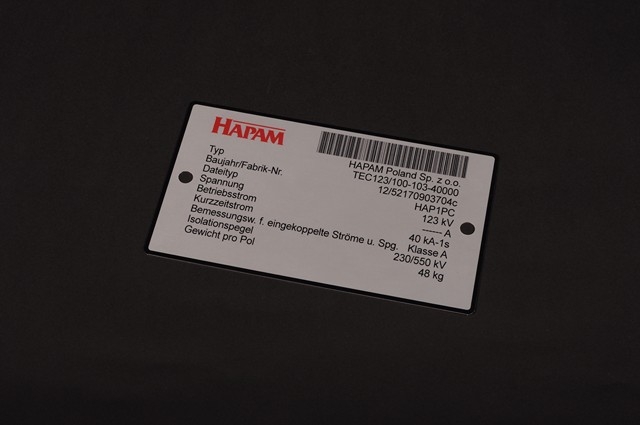 HAPAM
HAPAM Poland Sp. z o.o.
Typ TEC123/100-103-40000
Baujahr/Fabrik-Nr. 12/52170903704c
Dateityp HAP1PC
Spannung 123 kV
Betriebsstrom ------ A
Kurzzeitstrom 40 kA-1s
Bemessungsw. f. eingekoppelte Ströme u. Spg. Klasse A
Isolationspegel 230/550 kV
Gewicht pro Pol 48 kg